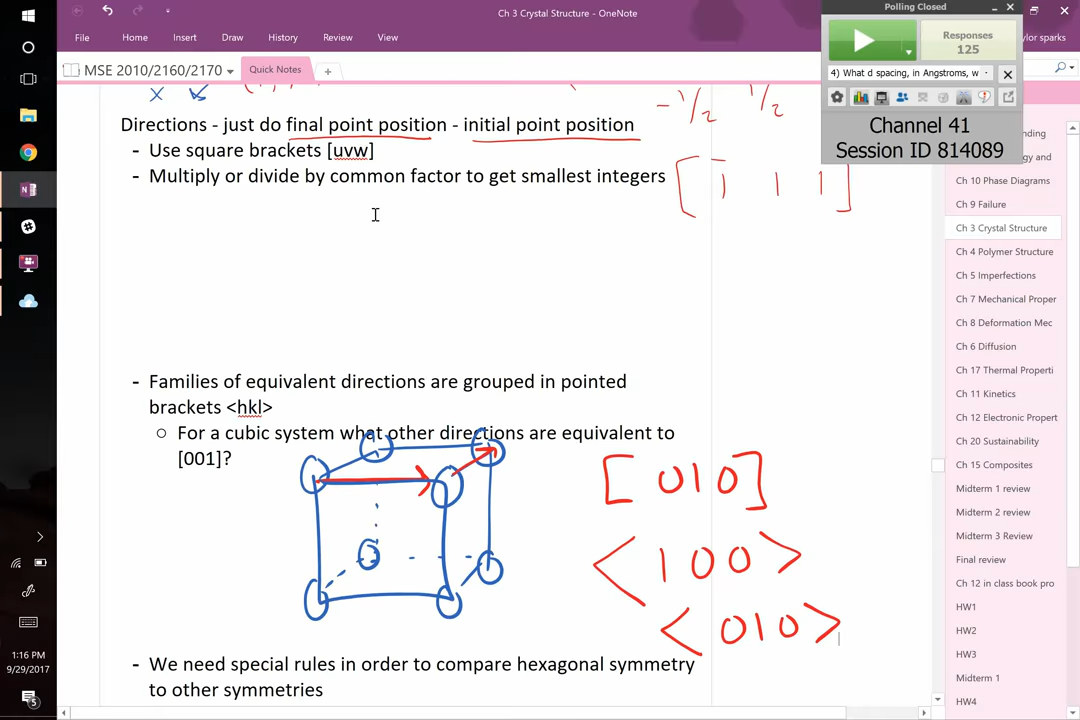 Ch 3 Crystal Structure - OneNote
Polling Closed
File Home Insert Draw History Review View
Responses
125
MSE 2010/2160/2170
Quick Notes
4) What d spacing, in Angstroms, w
Channel 41
Session ID 814089
x
-1/2 1/2
Directions - just do final point position - initial point position
- Use square brackets [uvw]
- Multiply or divide by common factor to get smallest integers
[1̅ 1 1]
- Families of equivalent directions are grouped in pointed
brackets <hkl>
For a cubic system what other directions are equivalent to
[001]?
[010]
<100>
<010>
- We need special rules in order to compare hexagonal symmetry
to other symmetries
Ch 10 Phase Diagrams
Ch 9 Failure
Ch 3 Crystal Structure
Ch 4 Polymer Structure
Ch 5 Imperfections
Ch 7 Mechanical Proper
Ch 8 Deformation Mec
Ch 6 Diffusion
Ch 17 Thermal Properti
Ch 11 Kinetics
Ch 12 Electronic Propert
Ch 20 Sustainability
Ch 15 Composites
Midterm 1 review
Midterm 2 review
Midterm 3 Review
Final review
Ch 12 in class book pro
HW1
HW2
HW3
Midterm 1
HW4
1:16 PM
9/29/2017
5